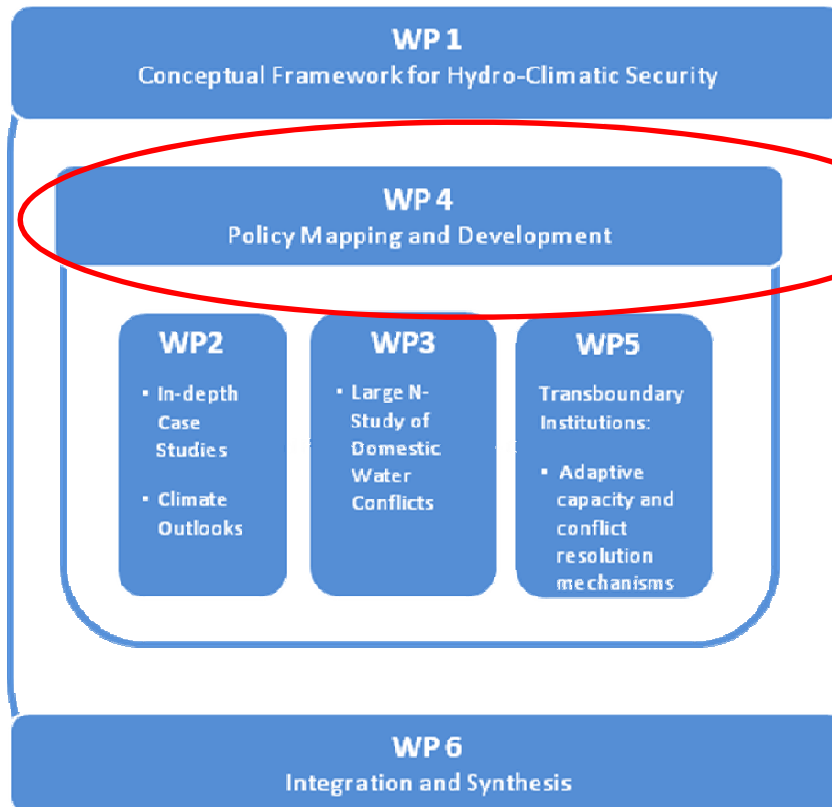 WP 1
Conceptual Framework for Hydro-Climatic Security
WP 4
Policy Mapping and Development
WP2
▪ In-depth
Case
Studies
▪ Climate
Outlooks
WP3
▪ Large N-
Study of
Domestic
Water
Conflicts
WP5
Transboundary
Institutions:
▪ Adaptive
capacity and
conflict
resolution
mechanisms
WP 6
Integration and Synthesis